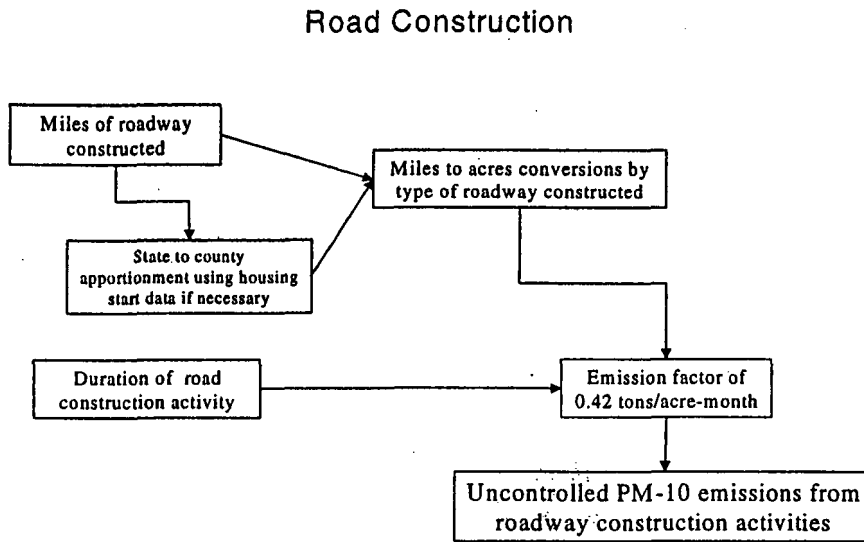 Road Construction
Miles of roadway
constructed
Miles to acres conversions by
type of roadway constructed
State to county
apportionment using housing
start data if necessary
Duration of road
construction activity
Emission factor of
0.42 tons/acre-month
Uncontrolled PM-10 emissions from
roadway construction activities